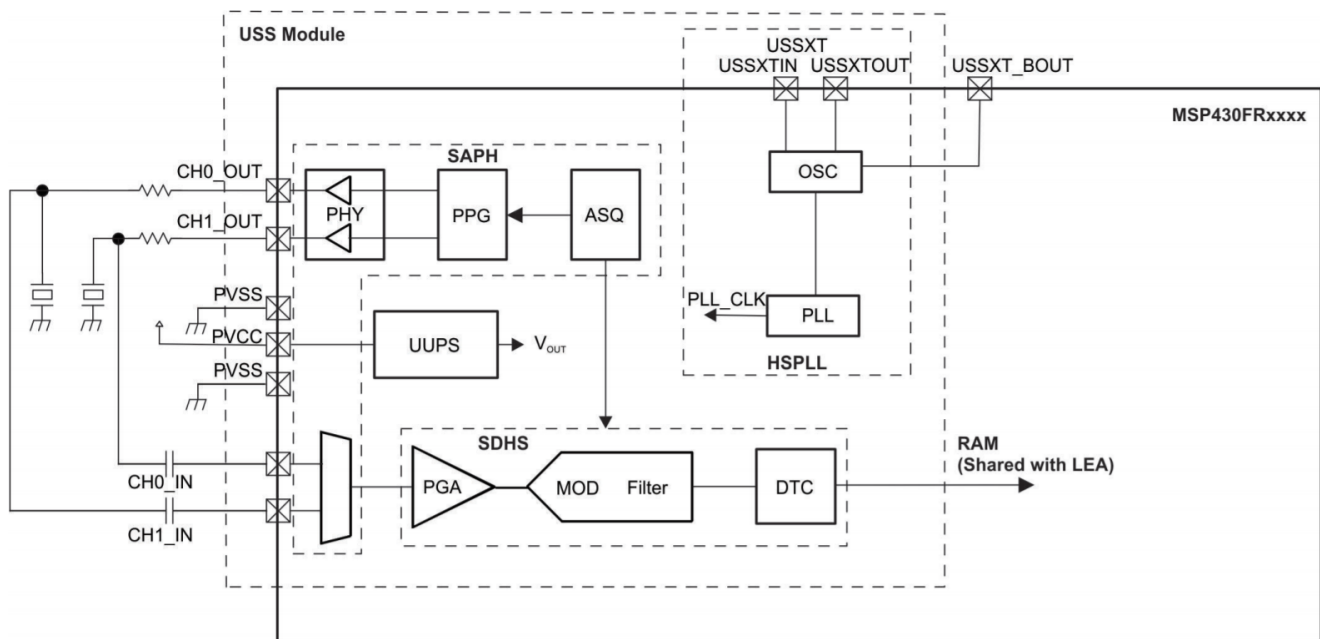 USS Module
USSXT
USSXTIN
USSXTOUT
USSXT_BOUT
MSP430FRxxxx
SAPH
OSC
CH0_OUT
PHY
PPG
ASQ
CH1_OUT
PVSS
PLL_CLK
PLL
PVCC
UUPS
VOUT
HSPLL
PVSS
SDHS
RAM
(Shared with LEA)
CH0_IN
PGA
MOD
Filter
DTC
CH1_IN